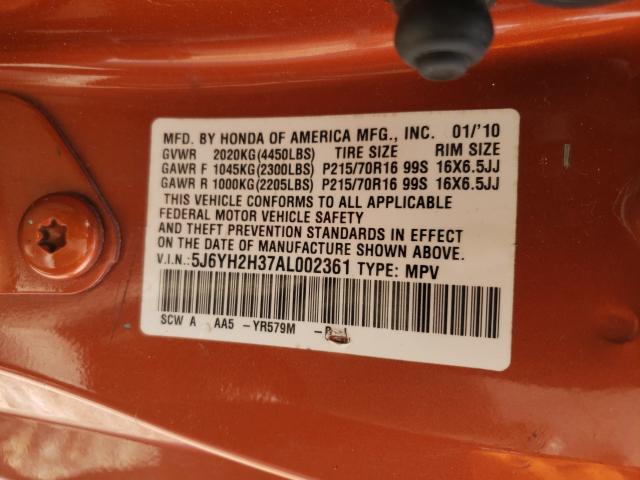 MFD. BY HONDA OF AMERICA MFG., INC. 01/'10
GVWR 2020KG(4450LBS) TIRE SIZE RIM SIZE
GAWR F 1045KG(2300LBS) P215/70R16 99S 16X6.5JJ
GAWR R 1000KG(2205LBS) P215/70R16 99S 16X6.5JJ
THIS VEHICLE CONFORMS TO ALL APPLICABLE
FEDERAL MOTOR VEHICLE SAFETY
AND THEFT PREVENTION STANDARDS IN EFFECT
ON THE DATE OF MANUFACTURE SHOWN ABOVE.
V.I.N.: 5J6YH2H37AL002361 TYPE: MPV
SCW A AA5 -YR579M